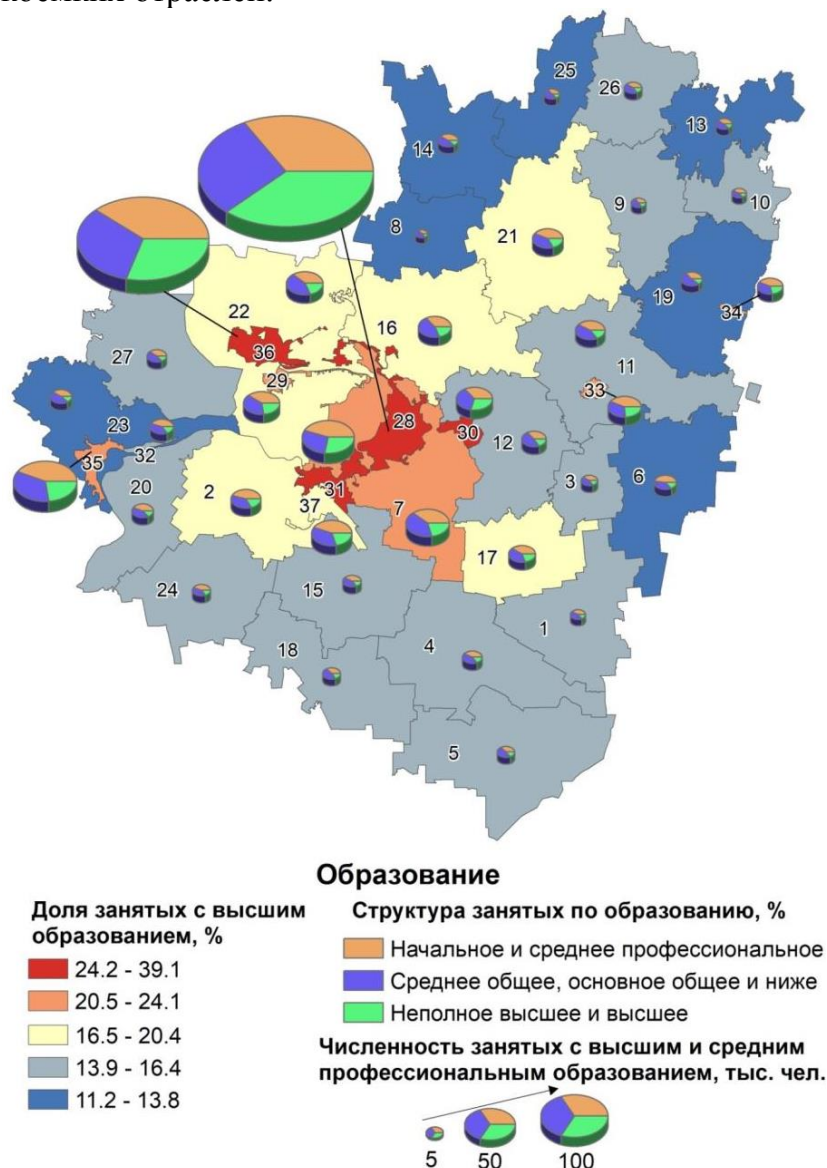 коемких отраслей.
25
26
14
13
9
10
8
21
19
22
34
16
11
36
27
29
33
23
28
30
12
32
35
3
6
20
2
31
37
7
17
24
15
1
18
4
5
Образование
Доля занятых с высшим
образованием, %
24.2 - 39.1
20.5 - 24.1
16.5 - 20.4
13.9 - 16.4
11.2 - 13.8
Структура занятых по образованию, %
Начальное и среднее профессиональное
Среднее общее, основное общее и ниже
Неполное высшее и высшее
Численность занятых с высшим и средним
профессиональным образованием, тыс. чел.
5 50 100